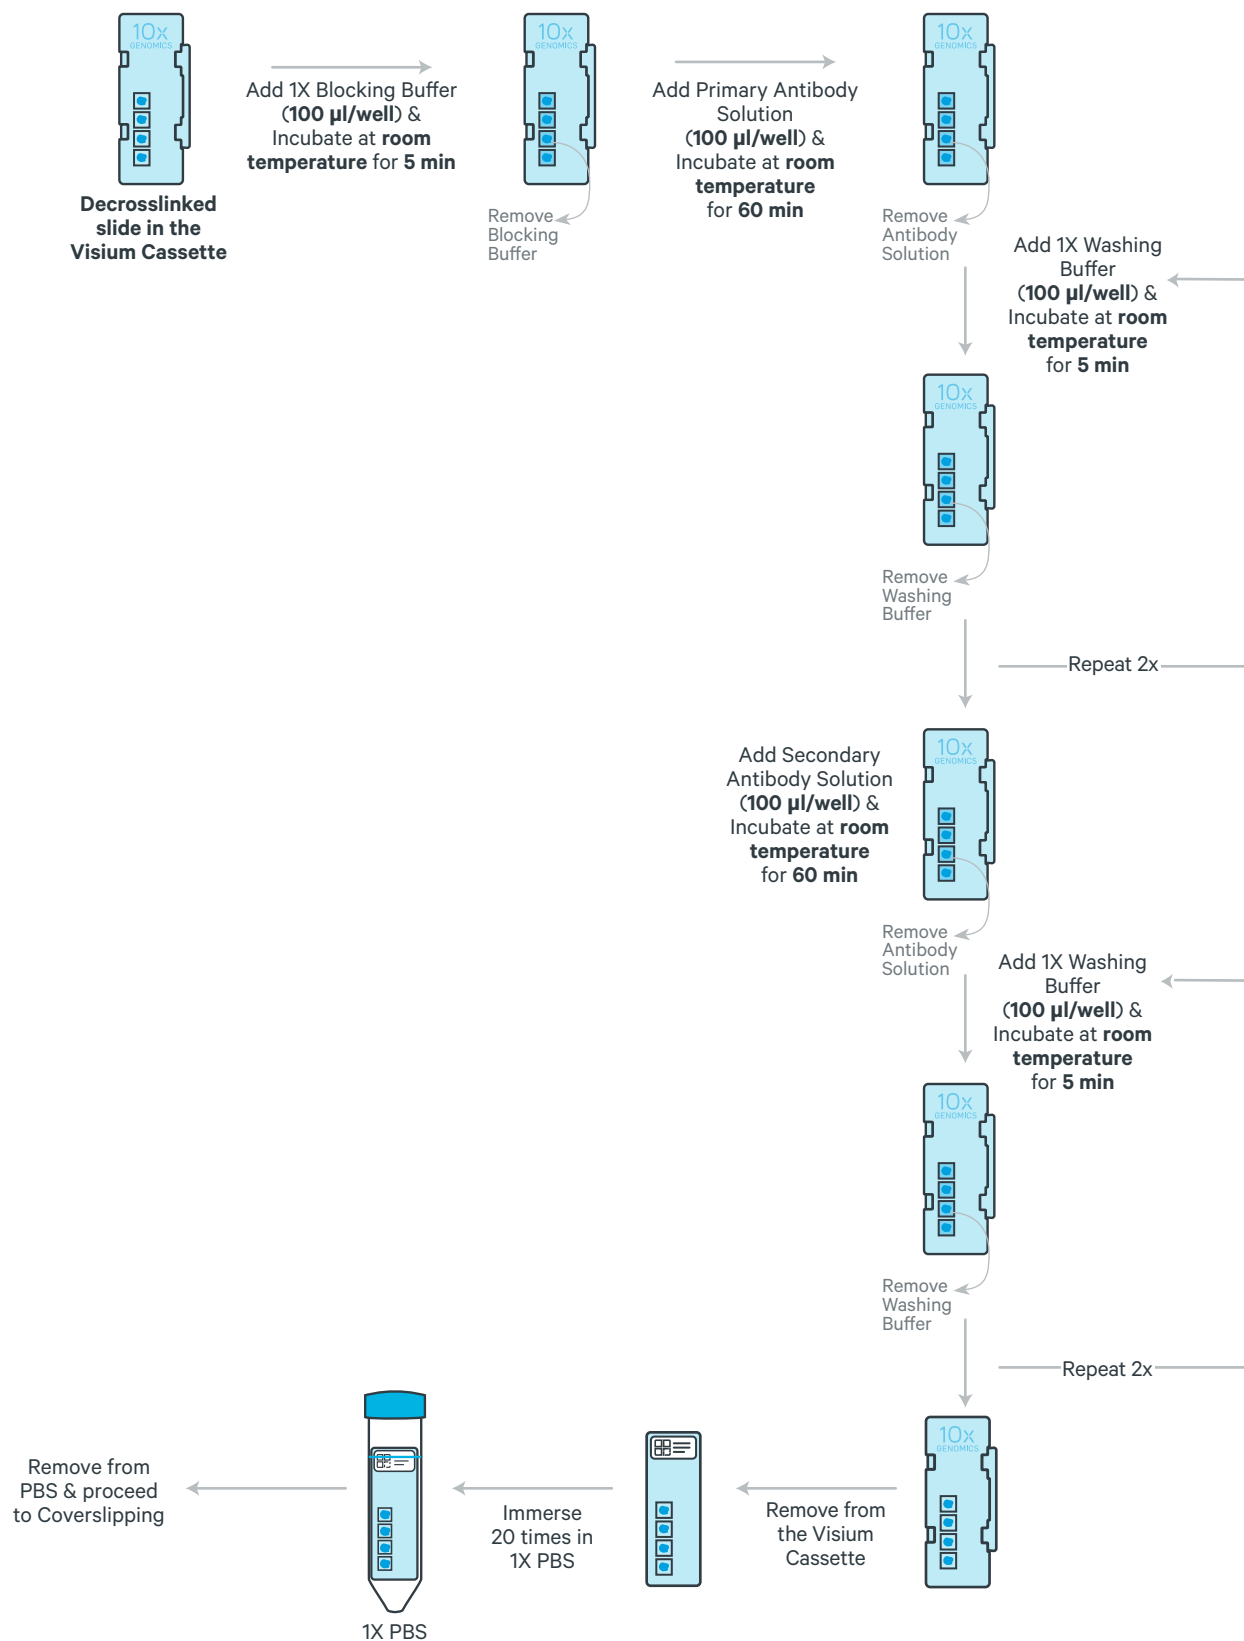 10x
GENOMICS
10x
GENOMICS
10x
GENOMICS
Add 1X Blocking Buffer
(100 µl/well) &
Incubate at room
temperature for 5 min
Add Primary Antibody
Solution
(100 µl/well) &
Incubate at room
temperature
for 60 min
Decrosslinked
slide in the
Visium Cassette
Remove
Blocking
Buffer
Remove
Antibody
Solution
Add 1X Washing
Buffer
(100 µl/well) &
Incubate at room
temperature
for 5 min
10x
GENOMICS
Remove
Washing
Buffer
Repeat 2x
10x
GENOMICS
Add Secondary
Antibody Solution
(100 µl/well) &
Incubate at room
temperature
for 60 min
Remove
Antibody
Solution
Add 1X Washing
Buffer
(100 µl/well) &
Incubate at room
temperature
for 5 min
10x
GENOMICS
Remove
Washing
Buffer
Repeat 2x
10x
GENOMICS
Remove from
the Visium
Cassette
Immerse
20 times in
1X PBS
1X PBS
Remove from
PBS & proceed
to Coverslipping